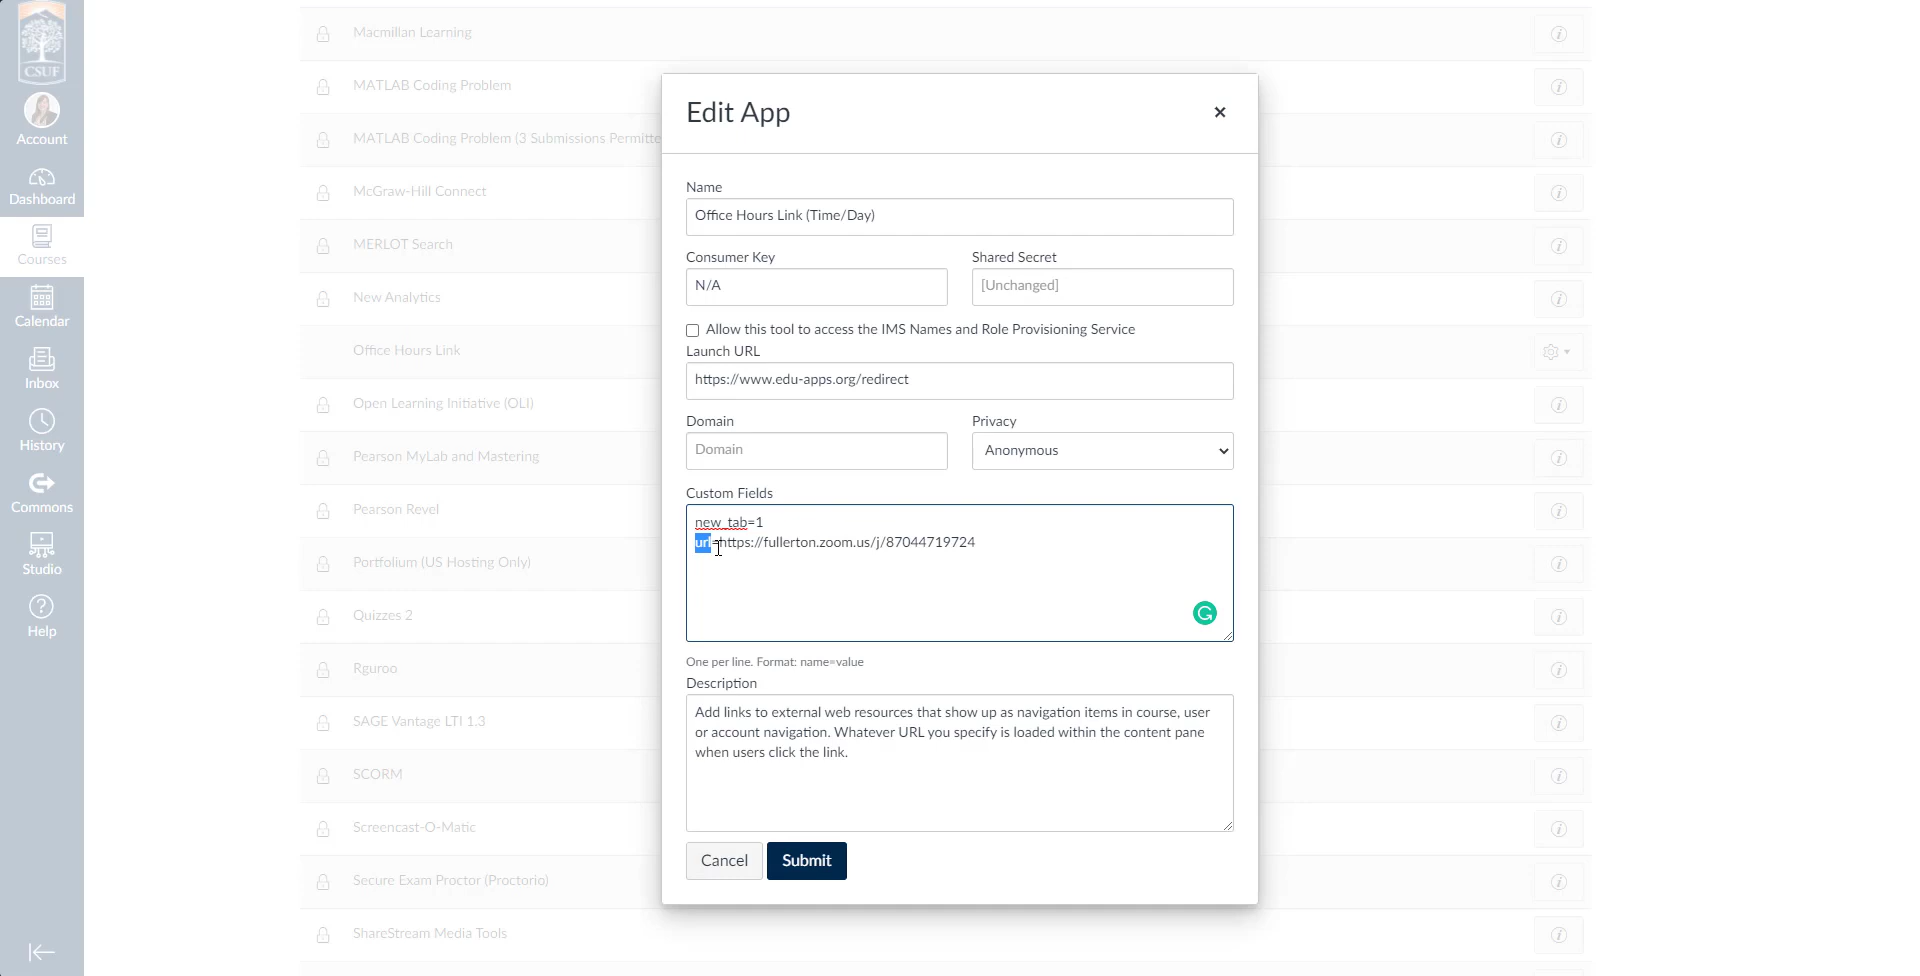 CSUF
Account
Dashboard
Courses
Calendar
Inbox
History
Commons
Studio
Help
Macmillan Learning
MATLAB Coding Problem
MATLAB Coding Problem (3 Submissions Permitte
McGraw-Hill Connect
MERLOT Search
New Analytics
Office Hours Link
Open Learning Initiative (OLI)
Pearson MyLab and Mastering
Pearson Revel
Portfolium (US Hosting Only)
Quizzes 2
Rguroo
SAGE Vantage LTI 1.3
SCORM
Screencast-O-Matic
Secure Exam Proctor (Proctorio)
ShareStream Media Tools
Edit App
Name
Office Hours Link (Time/Day)
Consumer Key
Shared Secret
N/A
[Unchanged]
Allow this tool to access the IMS Names and Role Provisioning Service
Launch URL
https://www.edu-apps.org/redirect
Domain
Privacy
Domain
Anonymous
Custom Fields
new_tab=1
url=https://fullerton.zoom.us/j/87044719724
One per line. Format: name=value
Description
Add links to external web resources that show up as navigation items in course, user
or account navigation. Whatever URL you specify is loaded within the content pane
when users click the link.
Cancel
Submit